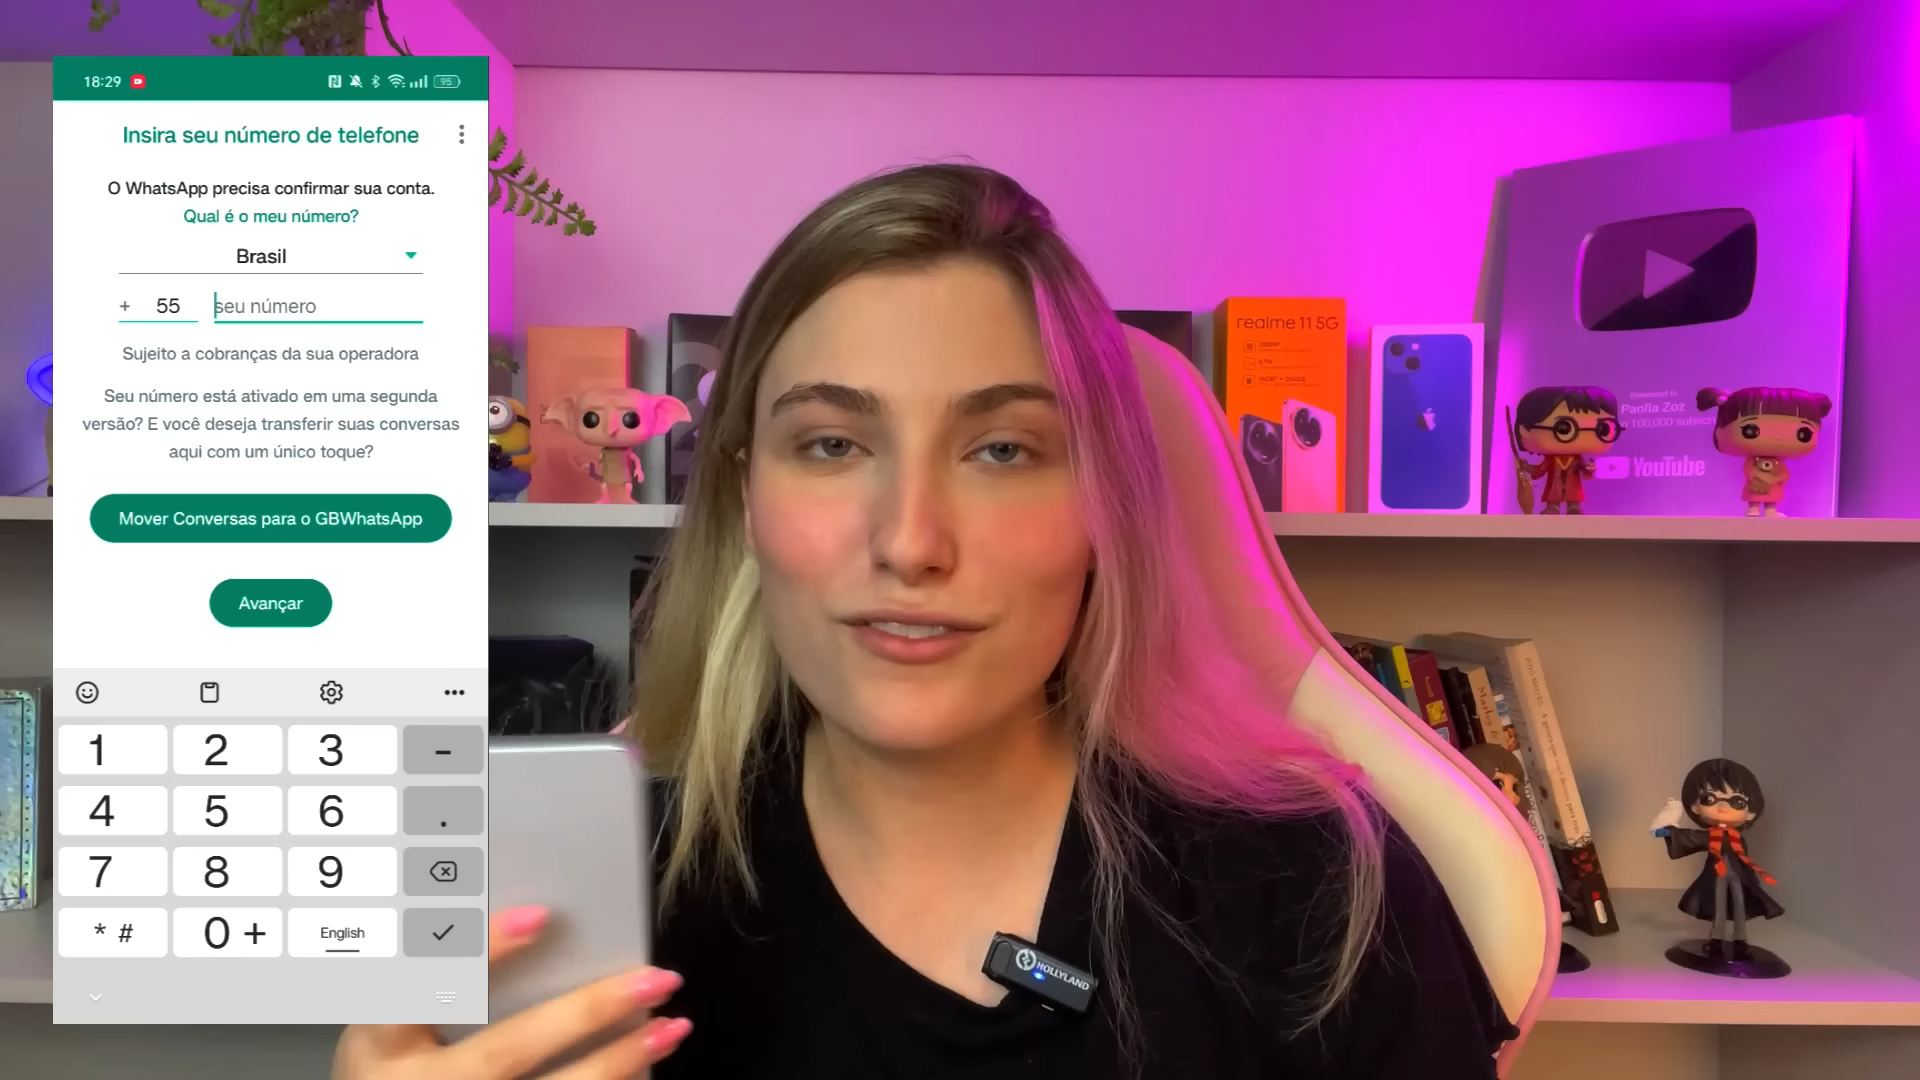 18:29
95
Insira seu número de telefone
O WhatsApp precisa confirmar sua conta.
Qual é o meu número?
Brasil
+ 55 seu número
Sujeito a cobranças da sua operadora
Seu número está ativado em uma segunda
versão? E você deseja transferir suas conversas
aqui com um único toque?
Mover Conversas para o GBWhatsApp
Avançar
1 2 3 -
4 5 6 .
7 8 9
* # 0 + English
realme 11 5G
Paolla Zoz
100,000
YouTube
HOLLYLAND